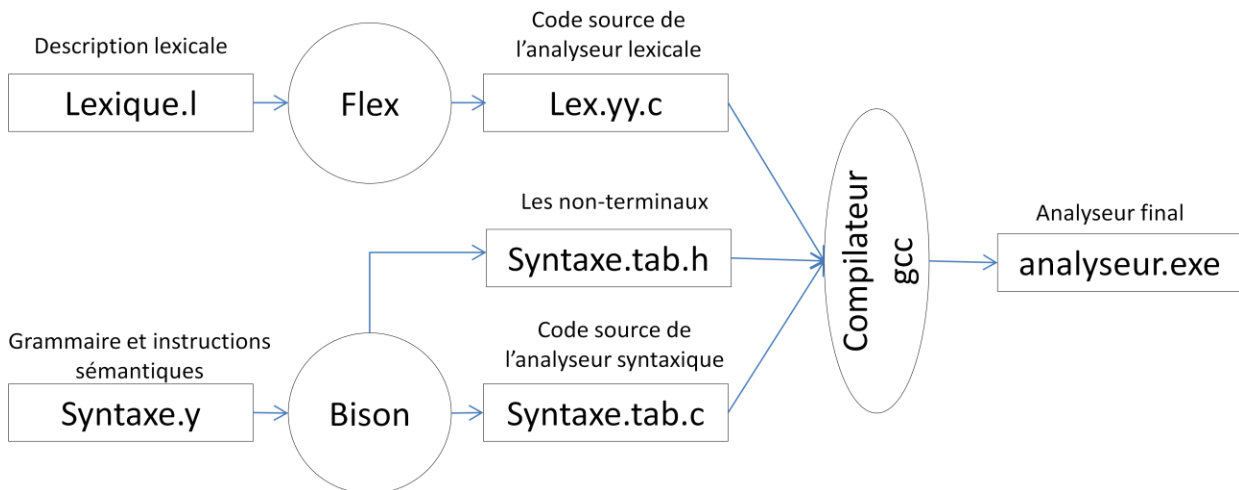 Description lexicale
Lexique.l
Flex
Code source de
l'analyseur lexicale
Lex.yy.c
Les non-terminaux
Syntaxe.tab.h
Grammaire et instructions
sémantiques
Syntaxe.y
Bison
Code source de
l'analyseur syntaxique
Syntaxe.tab.c
Compilateur
gcc
Analyseur final
analyseur.exe